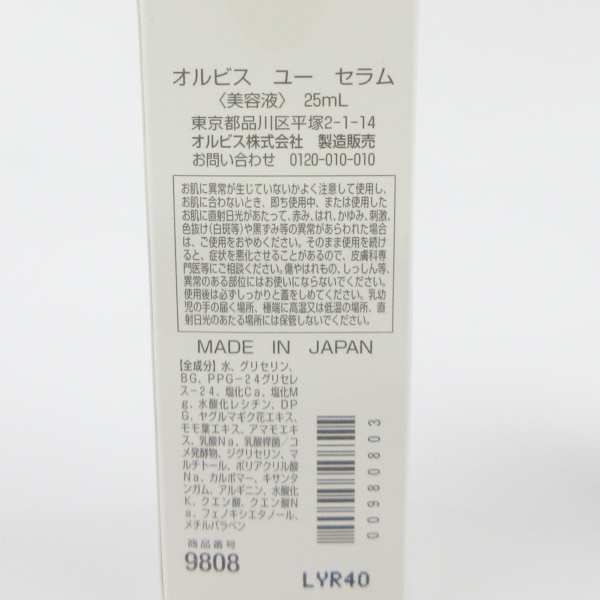 オルビス ユー セラム
〈美容液〉 25mL
東京都品川区平塚2-1-14
オルビス株式会社 製造販売
お問い合わせ 0120-010-010
お肌に異常が生じていないかよく注意して使用し、
お肌に合わないとき、即ち使用中、または使用した
お肌に直射日光があたって、赤み、はれ、かゆみ、刺激、
色抜け(白斑等)や黒ずみ等の異常があらわれた場合
は、ご使用をおやめください。そのまま使用を続け
ると、症状を悪化させることがあるので、皮膚科専
門医等にご相談ください。傷やはれもの、しっしん等、
異常のある部位にはお使いにならないでください。
使用後は必ずしっかりと蓋をしめてください。乳幼
児の手の届く場所、極端に高温又は低温の場所、直
射日光のあたる場所には保管しないでください。
MADE IN JAPAN
【全成分】水、グリセリン、
BG、PPG-24グリセレ
ス-24、塩化Ca、塩化M
g、水酸化レシチン、DP
G、ヤグルマギク花エキス、
モモ葉エキス、アマモエキ
ス、乳酸Na、乳酸桿菌/コ
メ発酵物、ジグリセリン、マ
ルチトール、ポリアクリル酸
Na、カルボマー、キサンタ
ンガム、アルギニン、水酸化
K、クエン酸、クエン酸N
a、フェノキシエタノール、
メチルパラベン
商品番号
9808
00980803
LYR40